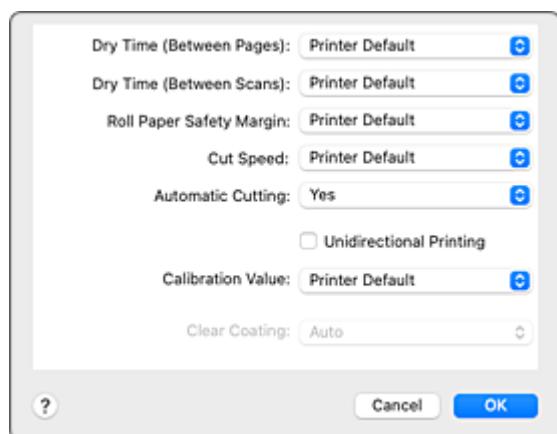 Dry Time (Between Pages): Printer Default
Dry Time (Between Scans): Printer Default
Roll Paper Safety Margin: Printer Default
Cut Speed: Printer Default
Automatic Cutting: Yes
Unidirectional Printing
Calibration Value: Printer Default
Clear Coating: Auto
? Cancel OK